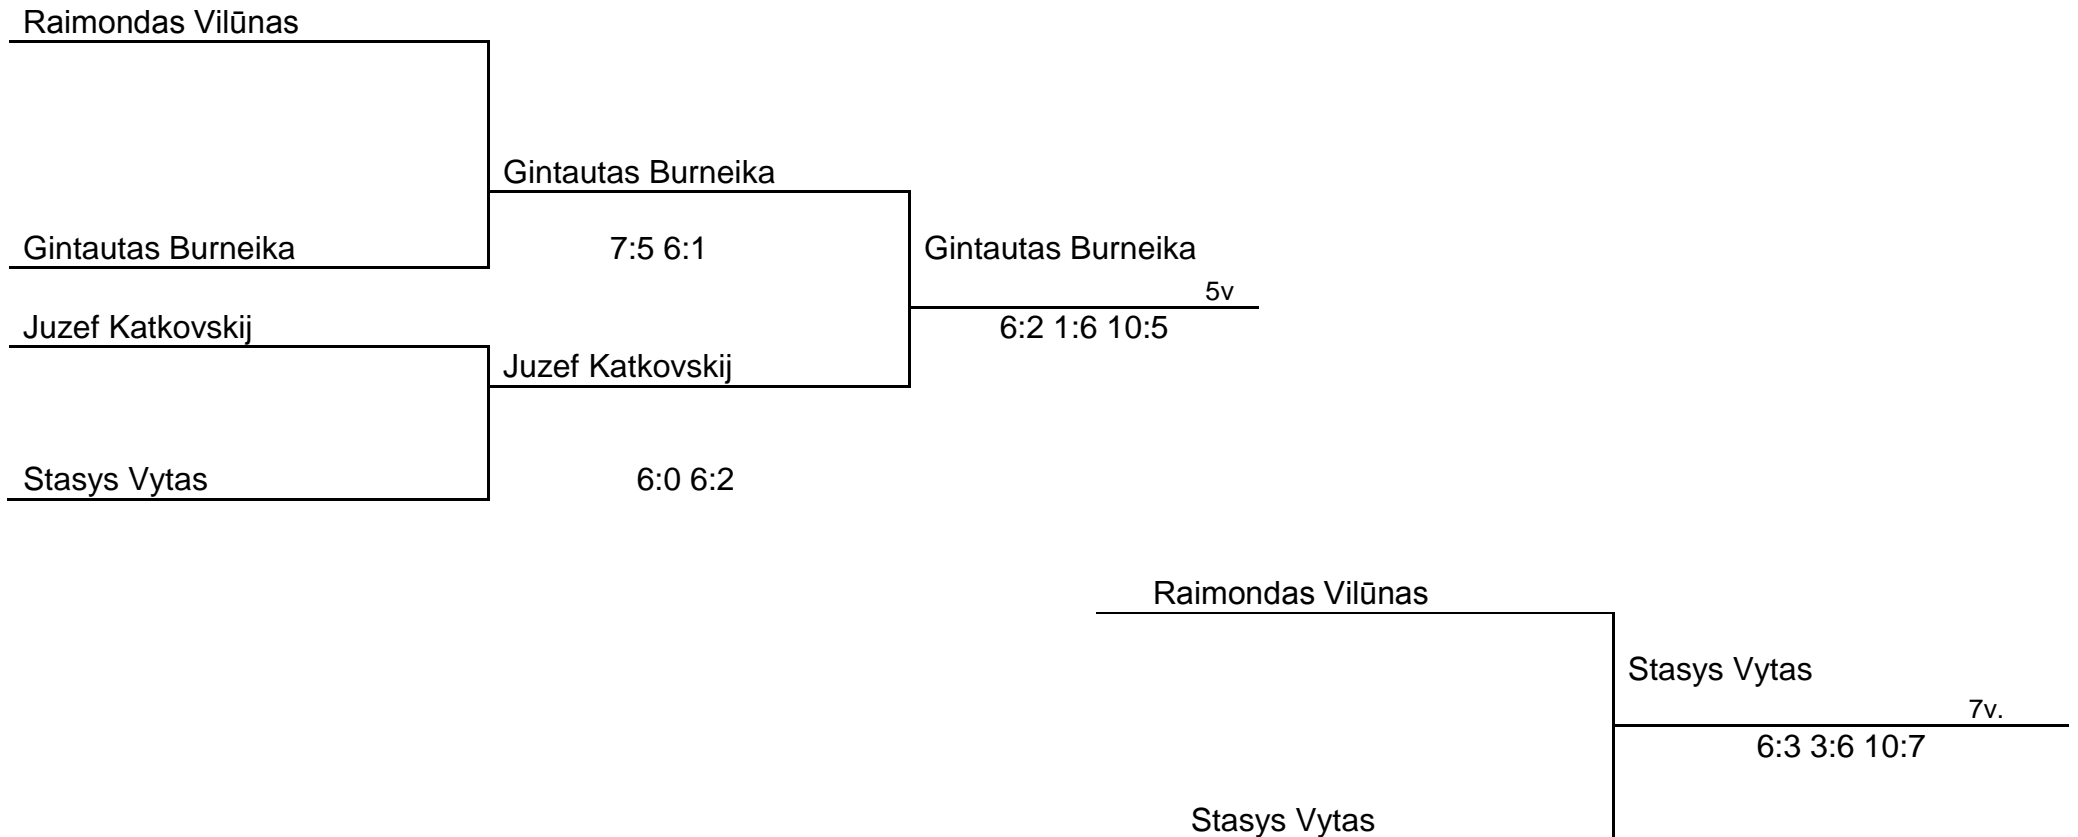 Raimondas Vilūnas
Gintautas Burneika
Gintautas Burneika
7:5 6:1
Gintautas Burneika
5v
Juzef Katkovskij
6:2 1:6 10:5
Juzef Katkovskij
Stasys Vytas
6:0 6:2
Raimondas Vilūnas
Stasys Vytas
7v.
6:3 3:6 10:7
Stasys Vytas